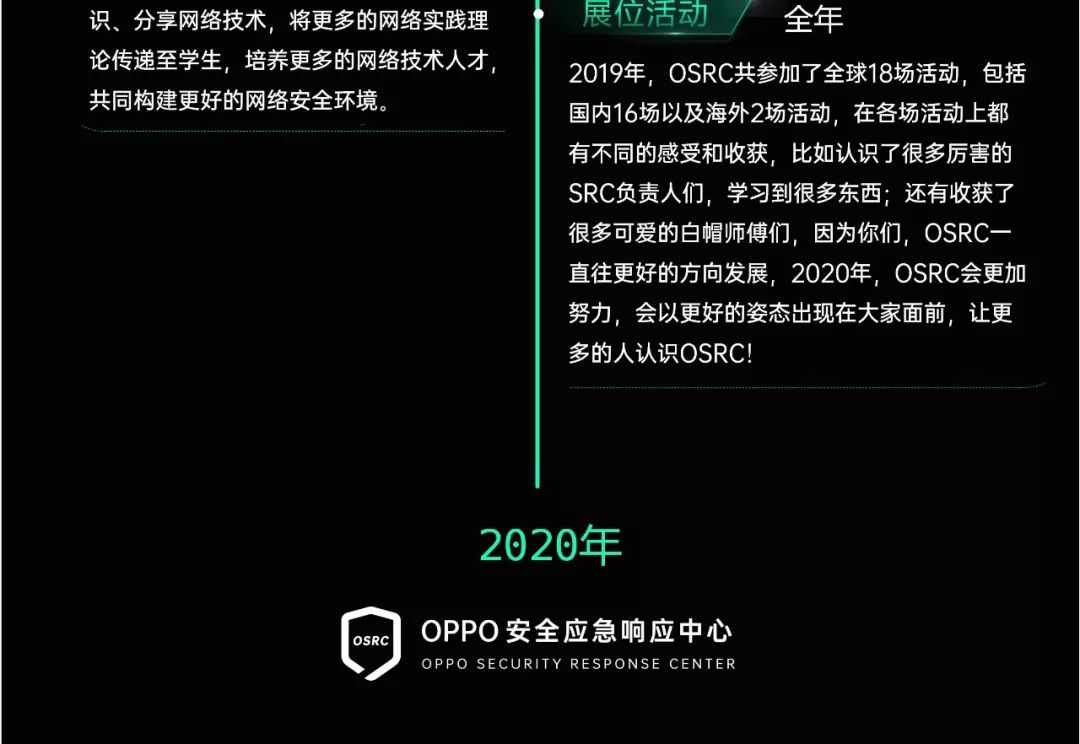 识、分享网络技术，将更多的网络实践理
论传递至学生，培养更多的网络技术人才，
共同构建更好的网络安全环境。
展位活动
全年
2019年，OSRC共参加了全球18场活动，包括
国内16场以及海外2场活动，在各场活动上都
有不同的感受和收获，比如认识了很多厉害的
SRC负责人们，学习到很多东西；还有收获了
很多可爱的白帽师傅们，因为你们，OSRC一
直往更好的方向发展，2020年，OSRC会更加
努力，会以更好的姿态出现在大家面前，让更
多的人认识OSRC！
2020年
OSRC
OPPO安全应急响应中心
OPPO SECURITY RESPONSE CENTER